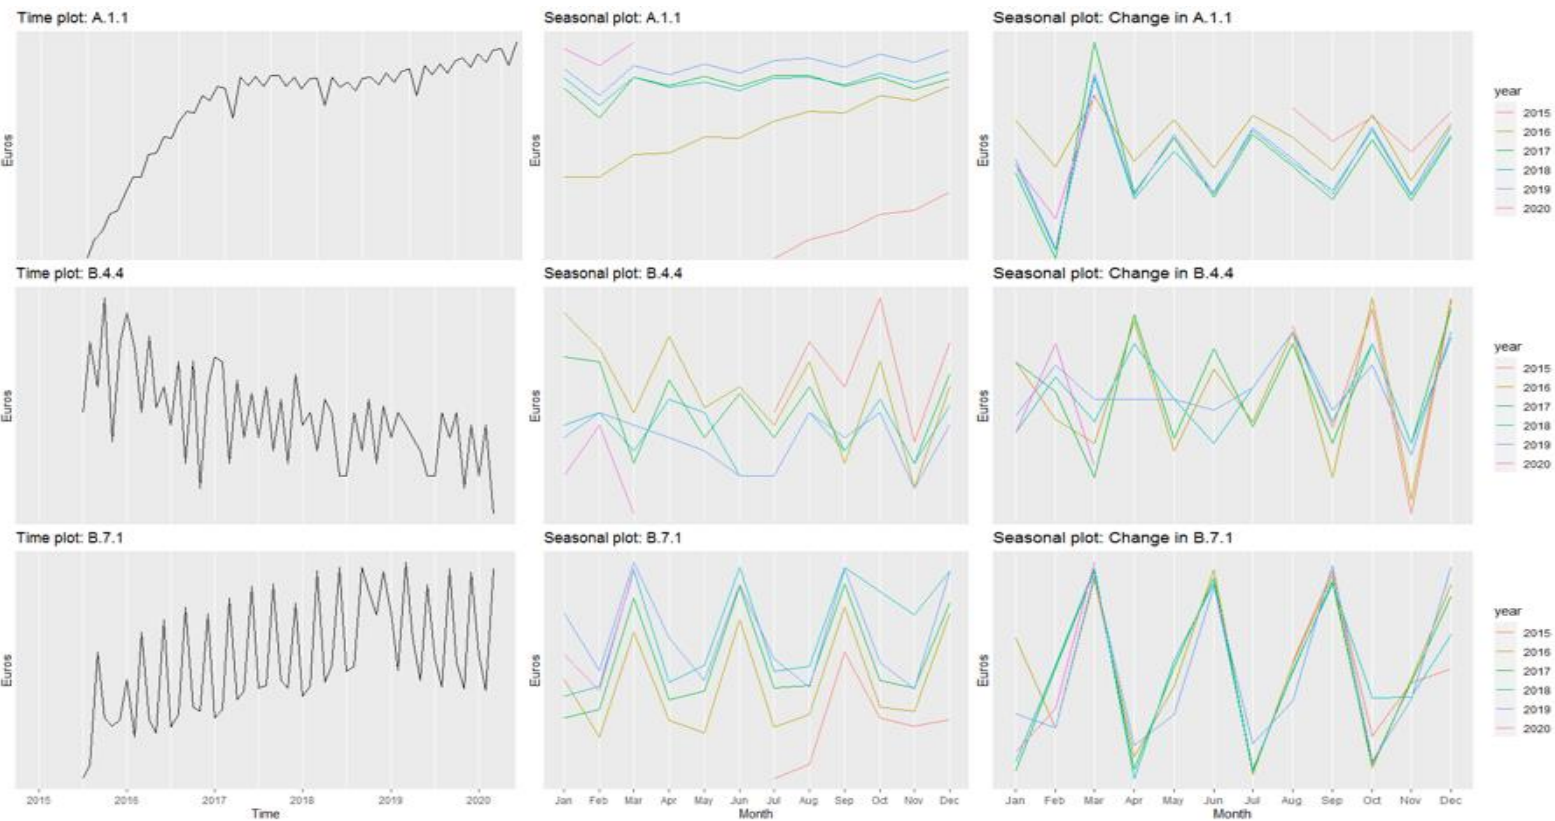 Time plot: A.1.1
Seasonal plot: A.1.1
Seasonal plot: Change in A.1.1
Euros
Euros
Euros
year
2015
2016
2017
2018
2019
2020
Time plot: B.4.4
Seasonal plot: B.4.4
Seasonal plot: Change in B.4.4
Euros
Euros
Euros
year
2015
2016
2017
2018
2019
2020
Time plot: B.7.1
Seasonal plot: B.7.1
Seasonal plot: Change in B.7.1
Euros
Euros
Euros
year
2015
2016
2017
2018
2019
2020
2015 2016 2017 2018 2019 2020
Time
Jan Feb Mar Apr May Jun Jul Aug Sep Oct Nov Dec
Month
Jan Feb Mar Apr May Jun Jul Aug Sep Oct Nov Dec
Month